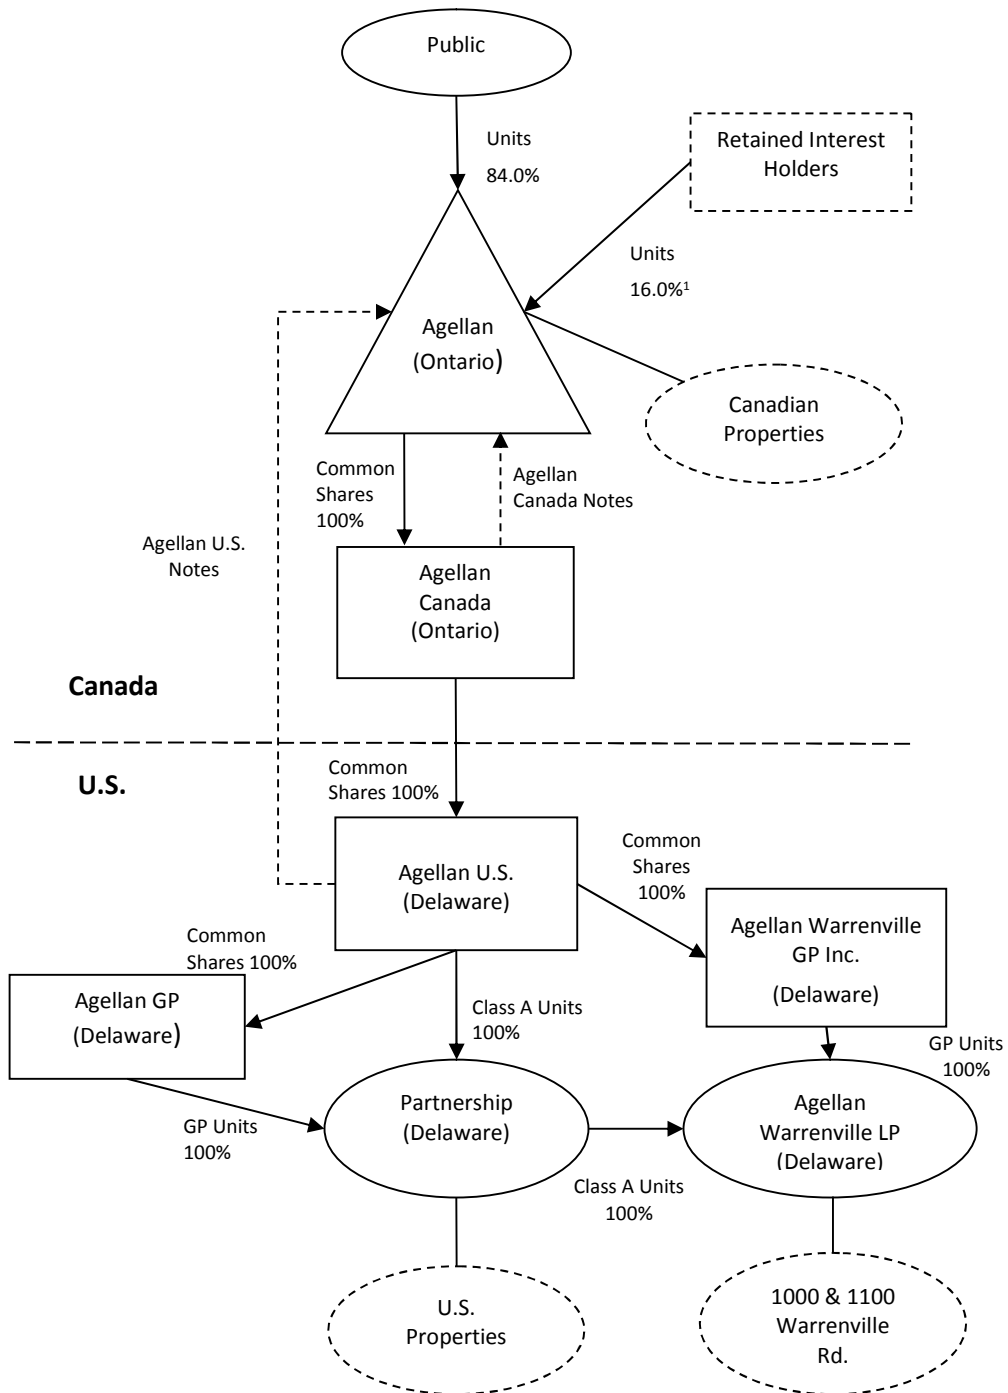 Public
Units
84.0%
Retained Interest
Holders
Units
16.0%¹
Agellan
(Ontario)
Canadian
Properties
Common
Shares
100%
Agellan
Canada Notes
Agellan U.S.
Notes
Agellan
Canada
(Ontario)
Canada
U.S.
Common
Shares 100%
Agellan U.S.
(Delaware)
Common
Shares
100%
Agellan Warrenville
GP Inc.
(Delaware)
Common
Shares 100%
Agellan GP
(Delaware)
Class A Units
100%
GP Units
100%
GP Units
100%
Partnership
(Delaware)
Agellan
Warrenville LP
(Delaware)
Class A Units
100%
U.S.
Properties
1000 & 1100
Warrenville
Rd.